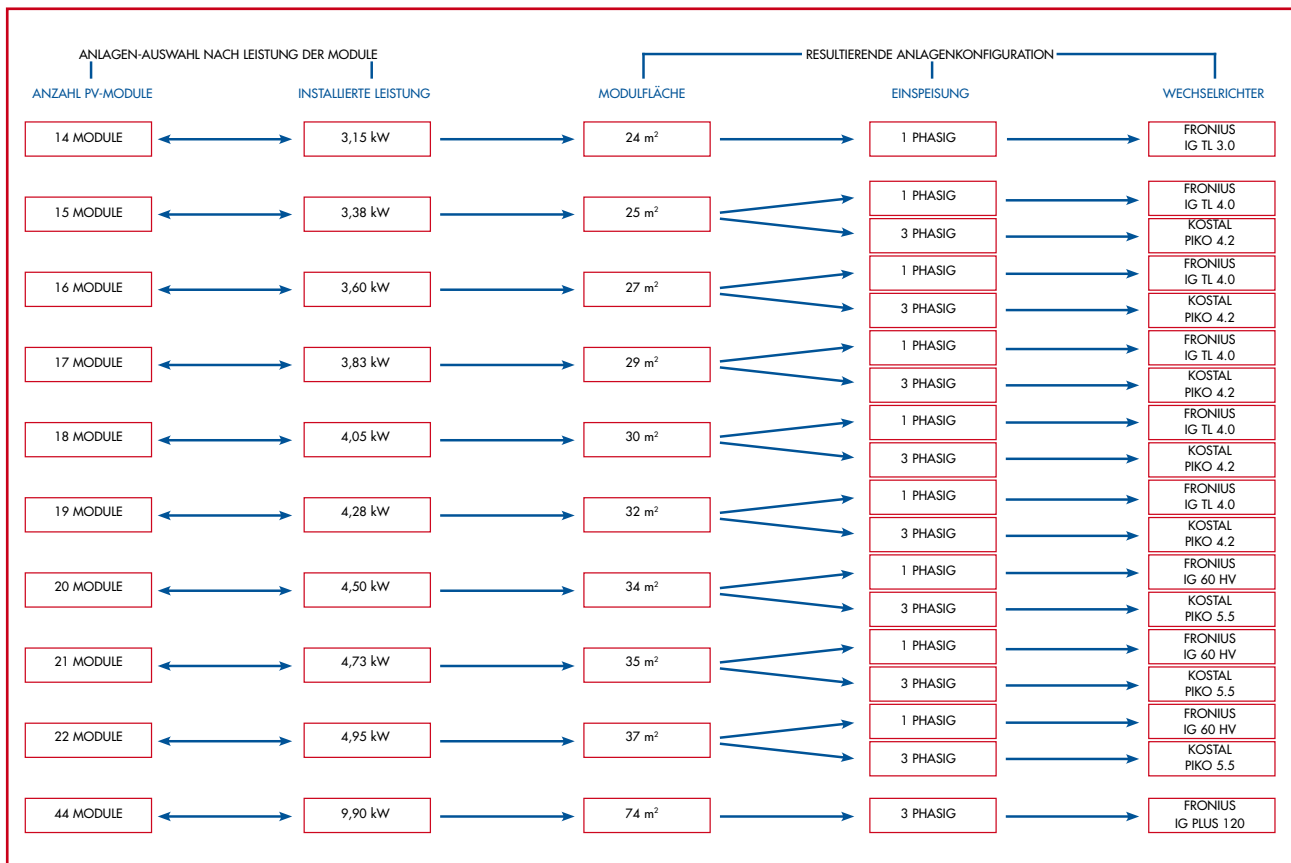 ANLAGEN-AUSWAHL NACH LEISTUNG DER MODULE
RESULTIERENDE ANLAGENKONFIGURATION
ANZAHL PV-MODULE
INSTALLIERTE LEISTUNG
MODULFLÄCHE
EINSPEISUNG
WECHSELRICHTER
14 MODULE
3,15 kW
24 m²
1 PHASIG
FRONIUS
IG TL 3.0
15 MODULE
3,38 kW
25 m²
1 PHASIG
FRONIUS
IG TL 4.0
3 PHASIG
KOSTAL
PIKO 4.2
16 MODULE
3,60 kW
27 m²
1 PHASIG
FRONIUS
IG TL 4.0
3 PHASIG
KOSTAL
PIKO 4.2
17 MODULE
3,83 kW
29 m²
1 PHASIG
FRONIUS
IG TL 4.0
3 PHASIG
KOSTAL
PIKO 4.2
18 MODULE
4,05 kW
30 m²
1 PHASIG
FRONIUS
IG TL 4.0
3 PHASIG
KOSTAL
PIKO 4.2
19 MODULE
4,28 kW
32 m²
1 PHASIG
FRONIUS
IG TL 4.0
3 PHASIG
KOSTAL
PIKO 4.2
20 MODULE
4,50 kW
34 m²
1 PHASIG
FRONIUS
IG 60 HV
3 PHASIG
KOSTAL
PIKO 5.5
21 MODULE
4,73 kW
35 m²
1 PHASIG
FRONIUS
IG 60 HV
3 PHASIG
KOSTAL
PIKO 5.5
22 MODULE
4,95 kW
37 m²
1 PHASIG
FRONIUS
IG 60 HV
3 PHASIG
KOSTAL
PIKO 5.5
44 MODULE
9,90 kW
74 m²
3 PHASIG
FRONIUS
IG PLUS 120